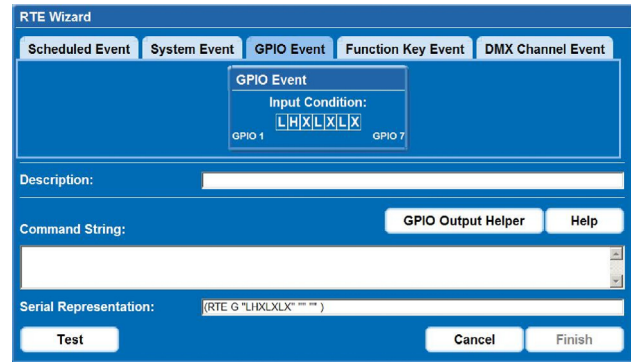 RTE Wizard
Scheduled Event System Event GPIO Event Function Key Event DMX Channel Event
GPIO Event
Input Condition:
LHXLXLX
GPIO 1 GPIO 7
Description:
GPIO Output Helper Help
Command String:
Serial Representation: (RTE G "LHXLXLX" "" "" )
Test Cancel Finish